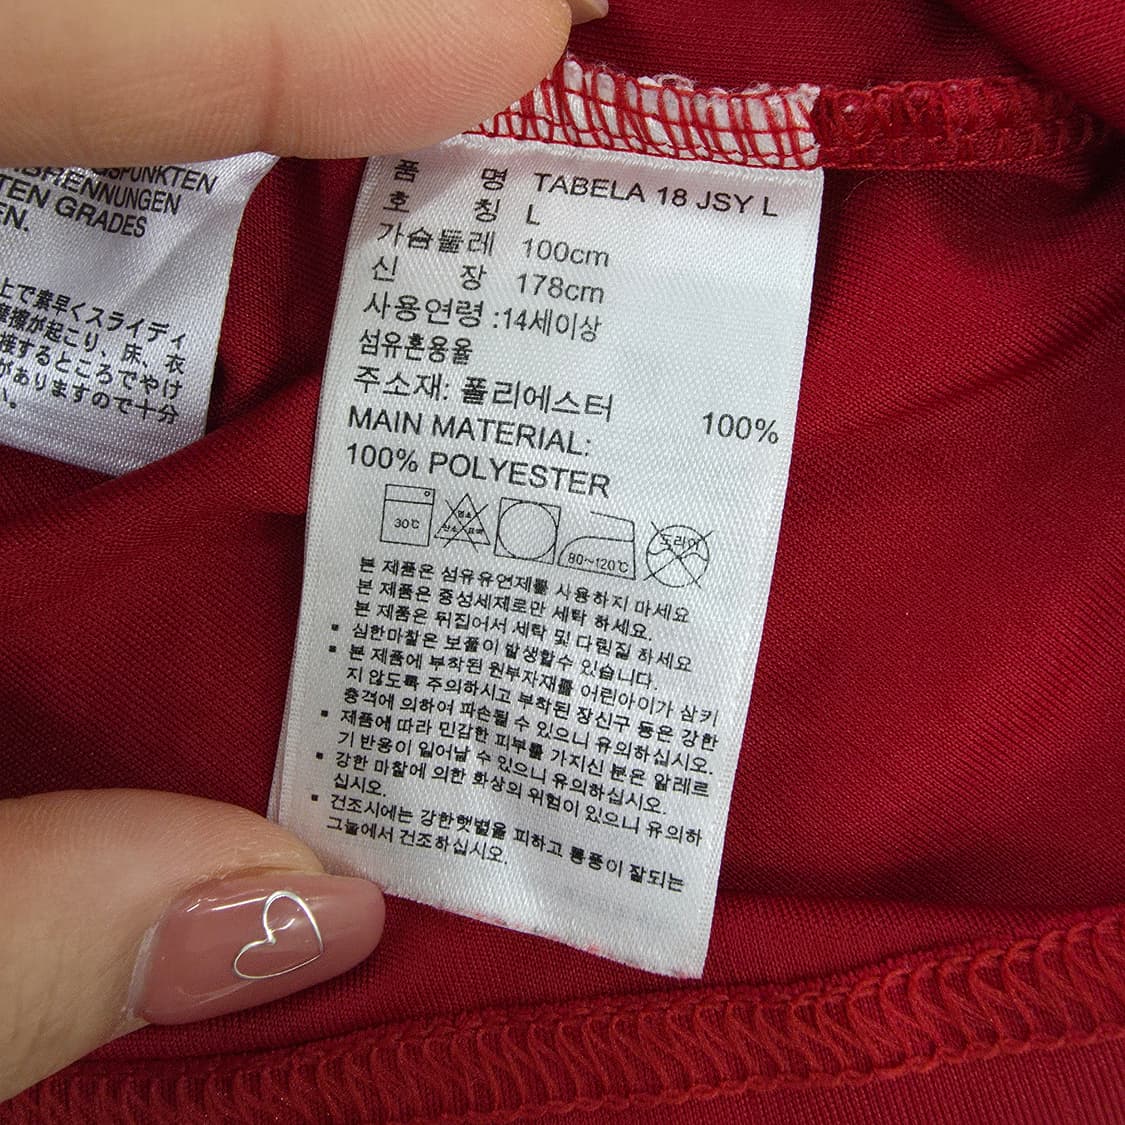 SPUNKTEN
TEN GRADES
EN.
上で素早くスライディ
摩擦が起こり、床、衣
接するところでやけ
がありますので十分
い。
품 명 TABELA 18 JSY L
호 칭 L
가슴둘레 100cm
신 장 178cm
사용연령 :14세이상
섬유혼용율
주소재: 폴리에스터 100%
MAIN MATERIAL:
100% POLYESTER
30℃
염소
산소 표백
80~120℃
드라이
본 제품은 섬유유연제를 사용하지 마세요
본 제품은 중성세제로만 세탁 하세요.
본 제품은 뒤집어서 세탁 및 다림질 하세요
▪ 심한마찰은 보풀이 발생할수 있습니다.
▪ 본 제품에 부착된 원부자재를 어린아이가 삼키
지 않도록 주의하시고 부착된 장신구 등은 강한
충격에 의하여 파손될 수 있으니 유의하십시오.
▪ 제품에 따라 민감한 피부를 가지신 분은 알레르
기 반응이 일어날 수 있으니 유의하십시오.
▪ 강한 마찰에 의한 화상의 위험이 있으니 유의하
십시오.
▪ 건조시에는 강한햇볕을 피하고 통풍이 잘되는
그늘에서 건조하십시오.